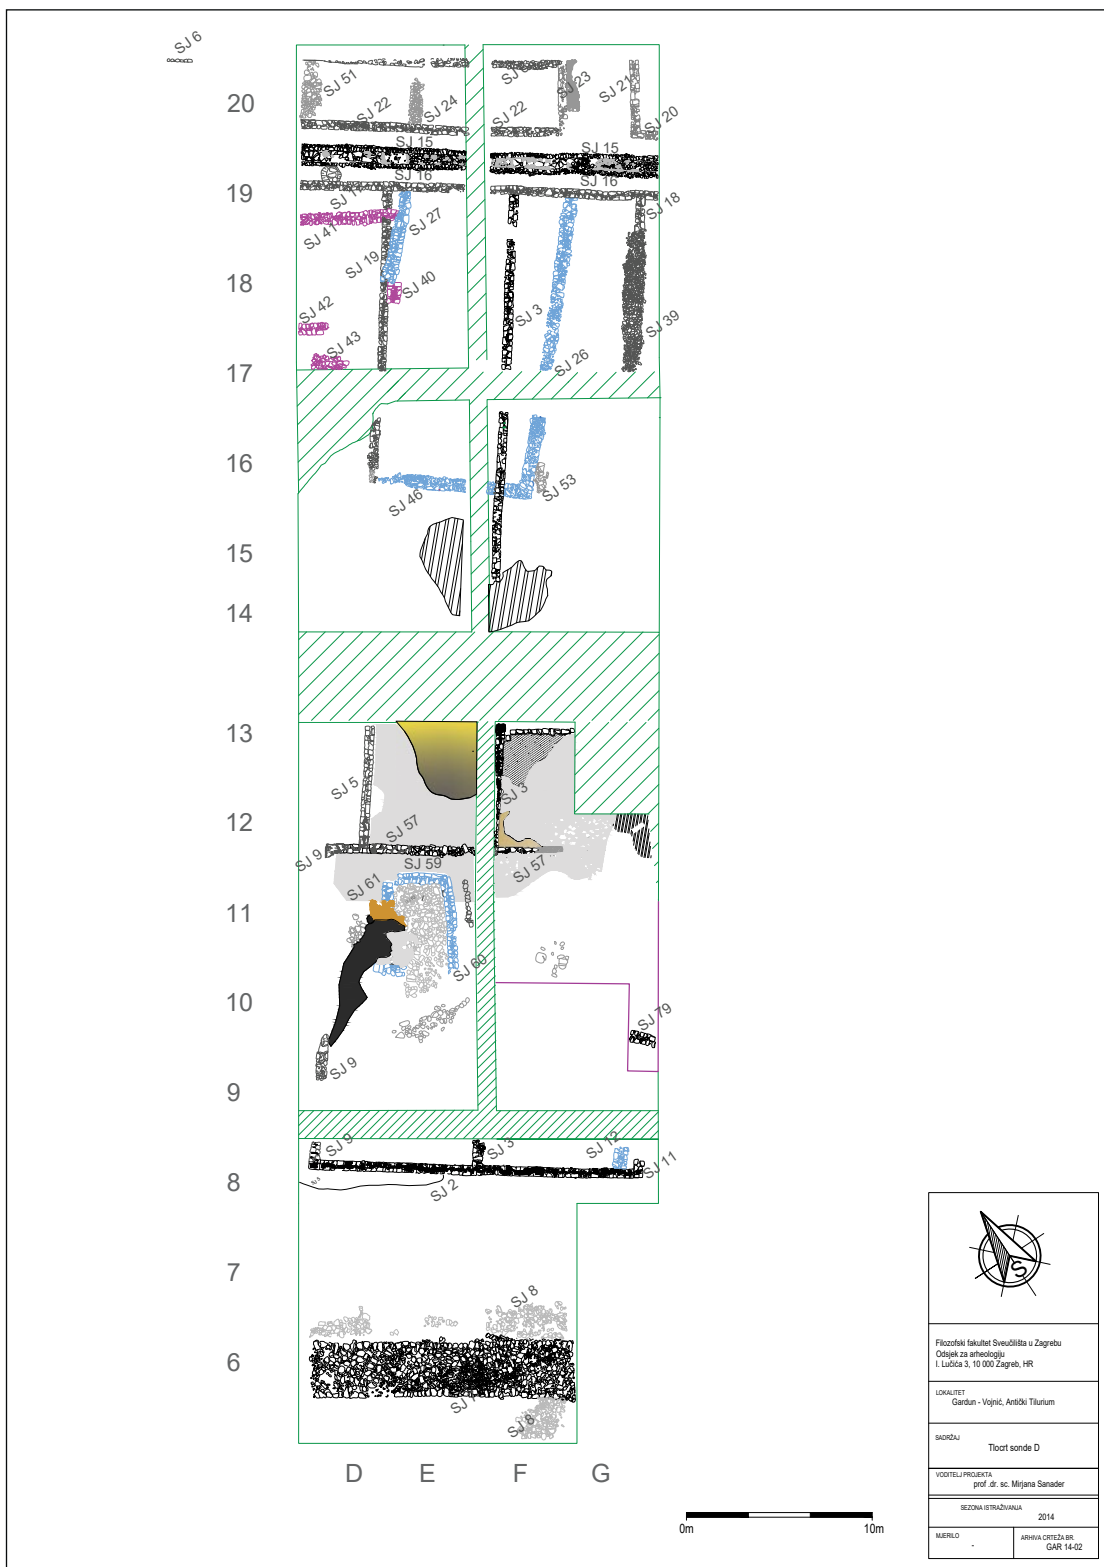 SJ 6
20
SJ 51
SJ 22
SJ 24
SJ 22
SJ 23
SJ 21
SJ 20
SJ 15
SJ 15
SJ 16
SJ 16
19
SJ 41
SJ 27
SJ 18
SJ 19
SJ 40
18
SJ 42
SJ 43
SJ 3
SJ 39
SJ 26
17
16
SJ 46
SJ 53
15
14
13
SJ 5
SJ 3
12
SJ 57
SJ 9
SJ 59
SJ 57
SJ 61
11
SJ 60
10
SJ 79
SJ 9
9
SJ 9
SJ 3
SJ 12
SJ 11
8
SJ 2
7
SJ 8
6
SJ 8
D E F G
0m 10m
S
Filozofski fakultet Sveučilišta u Zagrebu
Odsjek za arheologiju
I. Lučića 3, 10 000 Zagreb, HR
LOKALITET
Gardun - Vojnić, Antički Tilurium
SADRŽAJ
Tlocrt sonde D
VODITELJ PROJEKTA
prof .dr. sc. Mirjana Sanader
SEZONA ISTRAŽIVANJA
2014
MJERILO
-
ARHIVA CRTEŽA BR.
GAR 14-02